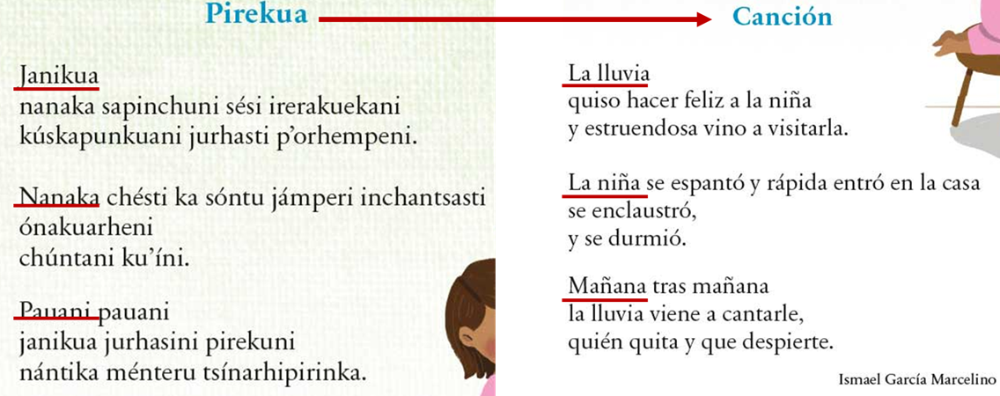 Pirekua
Janikua
nanaka sapinchuni sési irerakuekani
kúskapunkuani jurhasti p’orhempeni.
Nanaka chésti ka sóntu jámperi inchantsasti
ónakuarheni
chúntani ku’íni.
Pauani pauani
janikua jurhasini pirekuni
nántika ménteru tsínarhipirinka.
Canción
La lluvia
quiso hacer feliz a la niña
y estruendosa vino a visitarla.
La niña se espantó y rápida entró en la casa
se enclaustró,
y se durmió.
Mañana tras mañana
la lluvia viene a cantarle,
quién quita y que despierte.
Ismael García Marcelino